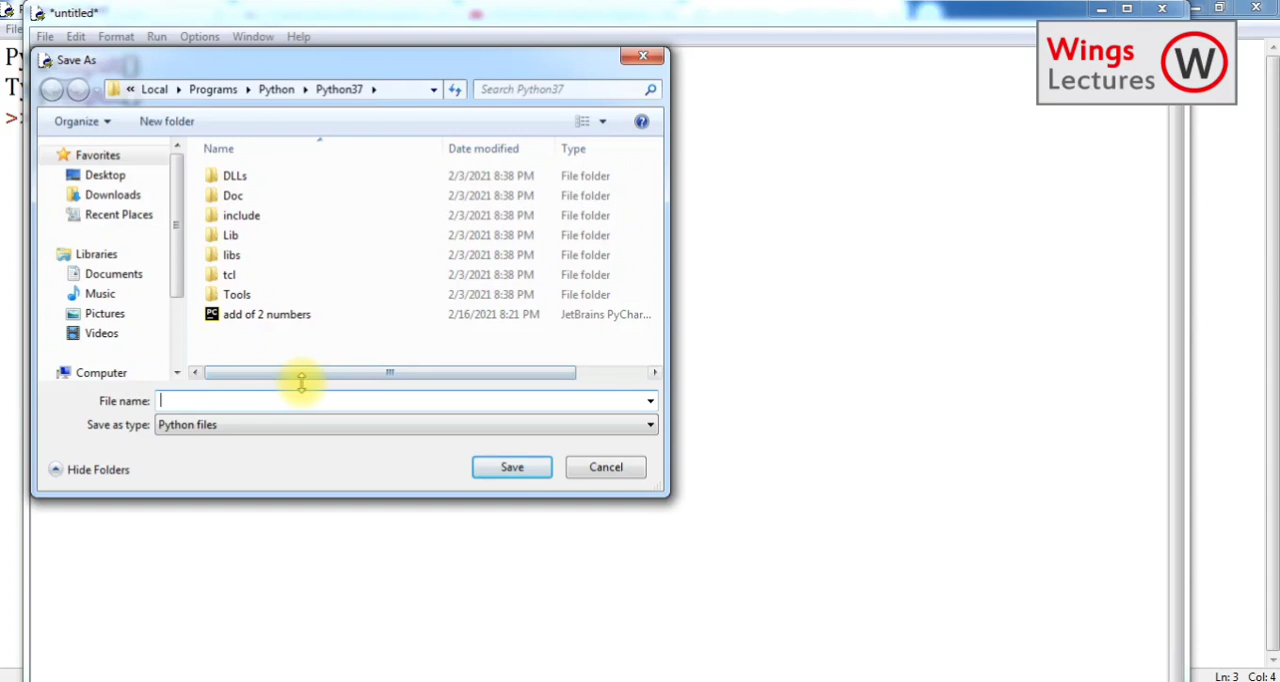 *untitled*
File Edit Format Run Options Window Help
Save As
« Local Programs Python Python37
Search Python37
Organize New folder
Favorites
Desktop
Downloads
Recent Places
Libraries
Documents
Music
Pictures
Videos
Computer
Name Date modified Type
DLLs 2/3/2021 8:38 PM File folder
Doc 2/3/2021 8:38 PM File folder
include 2/3/2021 8:38 PM File folder
Lib 2/3/2021 8:38 PM File folder
libs 2/3/2021 8:38 PM File folder
tcl 2/3/2021 8:38 PM File folder
Tools 2/3/2021 8:38 PM File folder
PC add of 2 numbers 2/16/2021 8:21 PM JetBrains PyChar...
File name:
Save as type: Python files
Hide Folders
Save Cancel
Wings
Lectures
W
File
Py
Ty
Ln: 3 Col: 4